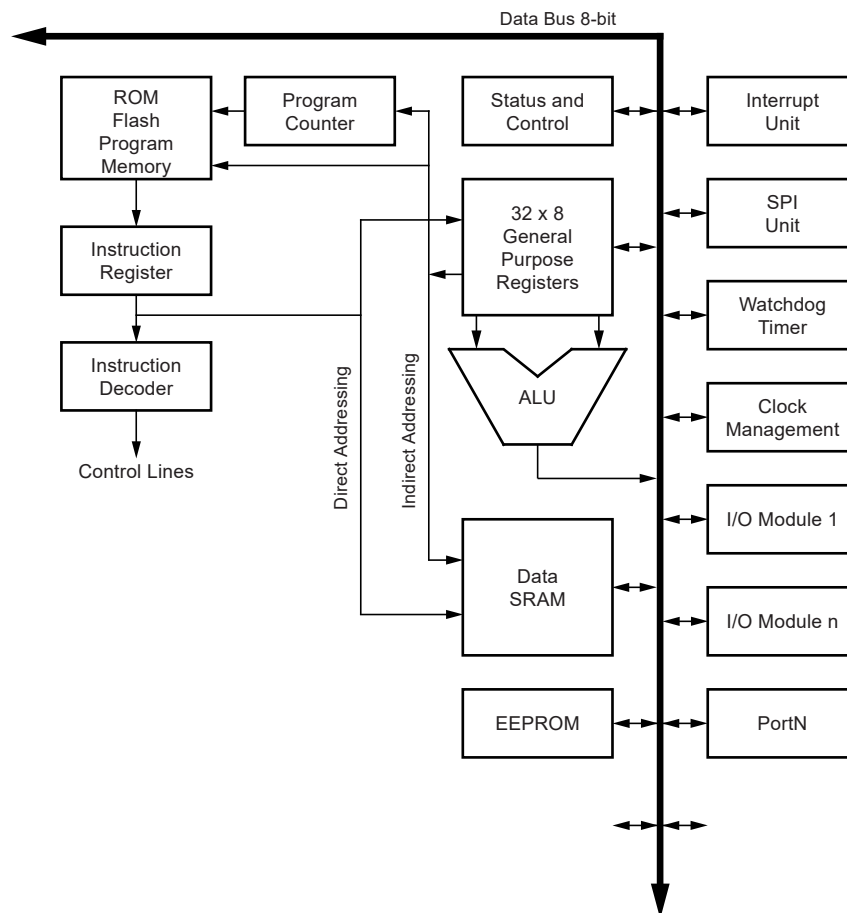 Data Bus 8-bit
ROM
Flash
Program
Memory
Program
Counter
Status and
Control
Interrupt
Unit
32 x 8
General
Purpose
Registers
SPI
Unit
Instruction
Register
Watchdog
Timer
Instruction
Decoder
ALU
Clock
Management
Control Lines
Direct Addressing
Indirect Addressing
I/O Module 1
Data
SRAM
I/O Module n
EEPROM
PortN